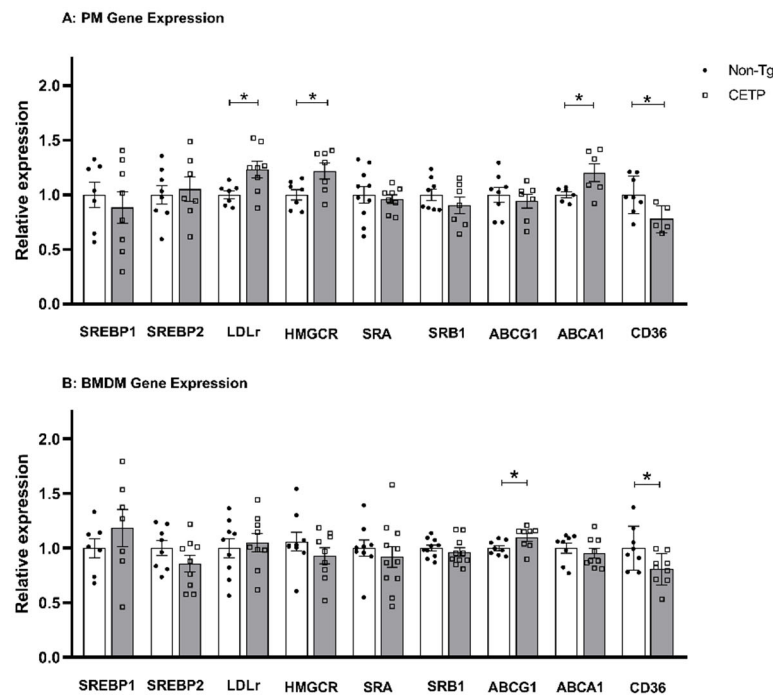 A: PM Gene Expression
Non-Tg
CETP
Relative expression
2.0
1.5
1.0
0.5
0.0
* * * *
SREBP1 SREBP2 LDLr HMGCR SRA SRB1 ABCG1 ABCA1 CD36
B: BMDM Gene Expression
Relative expression
2.0
1.5
1.0
0.5
0.0
* *
SREBP1 SREBP2 LDLr HMGCR SRA SRB1 ABCG1 ABCA1 CD36